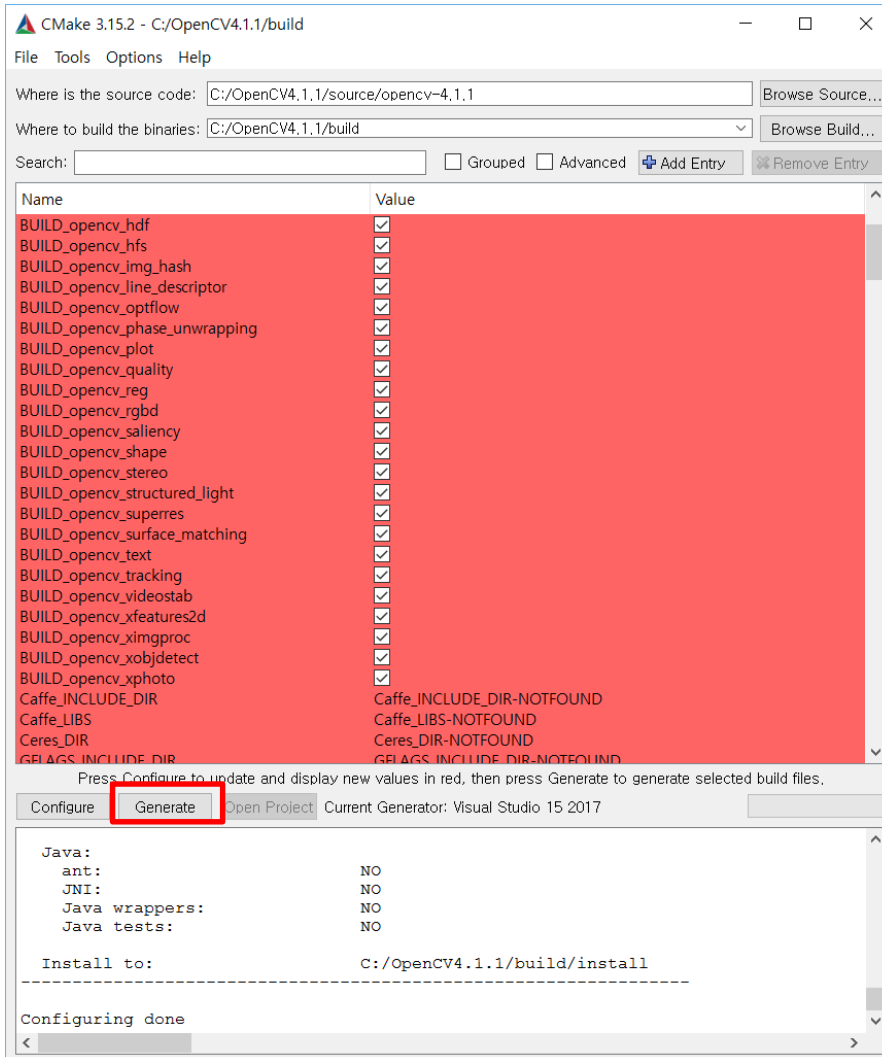 CMake 3.15.2 - C:/OpenCV4.1.1/build
File Tools Options Help
Where is the source code: C:/OpenCV4.1.1/source/opencv-4.1.1 Browse Source...
Where to build the binaries: C:/OpenCV4.1.1/build Browse Build...
Search: Grouped Advanced Add Entry Remove Entry
Name Value
BUILD_opencv_hdf
BUILD_opencv_hfs
BUILD_opencv_img_hash
BUILD_opencv_line_descriptor
BUILD_opencv_optflow
BUILD_opencv_phase_unwrapping
BUILD_opencv_plot
BUILD_opencv_quality
BUILD_opencv_reg
BUILD_opencv_rgbd
BUILD_opencv_saliency
BUILD_opencv_shape
BUILD_opencv_stereo
BUILD_opencv_structured_light
BUILD_opencv_superres
BUILD_opencv_surface_matching
BUILD_opencv_text
BUILD_opencv_tracking
BUILD_opencv_videostab
BUILD_opencv_xfeatures2d
BUILD_opencv_ximgproc
BUILD_opencv_xobjdetect
BUILD_opencv_xphoto
Caffe_INCLUDE_DIR Caffe_INCLUDE_DIR-NOTFOUND
Caffe_LIBS Caffe_LIBS-NOTFOUND
Ceres_DIR Ceres_DIR-NOTFOUND
GFLAGS_INCLUDE_DIR GFLAGS_INCLUDE_DIR-NOTFOUND
Press Configure to update and display new values in red, then press Generate to generate selected build files.
Configure Generate Open Project Current Generator: Visual Studio 15 2017
Java:
ant: NO
JNI: NO
Java wrappers: NO
Java tests: NO
Install to: C:/OpenCV4.1.1/build/install
-----------------------------------------------------------------
Configuring done